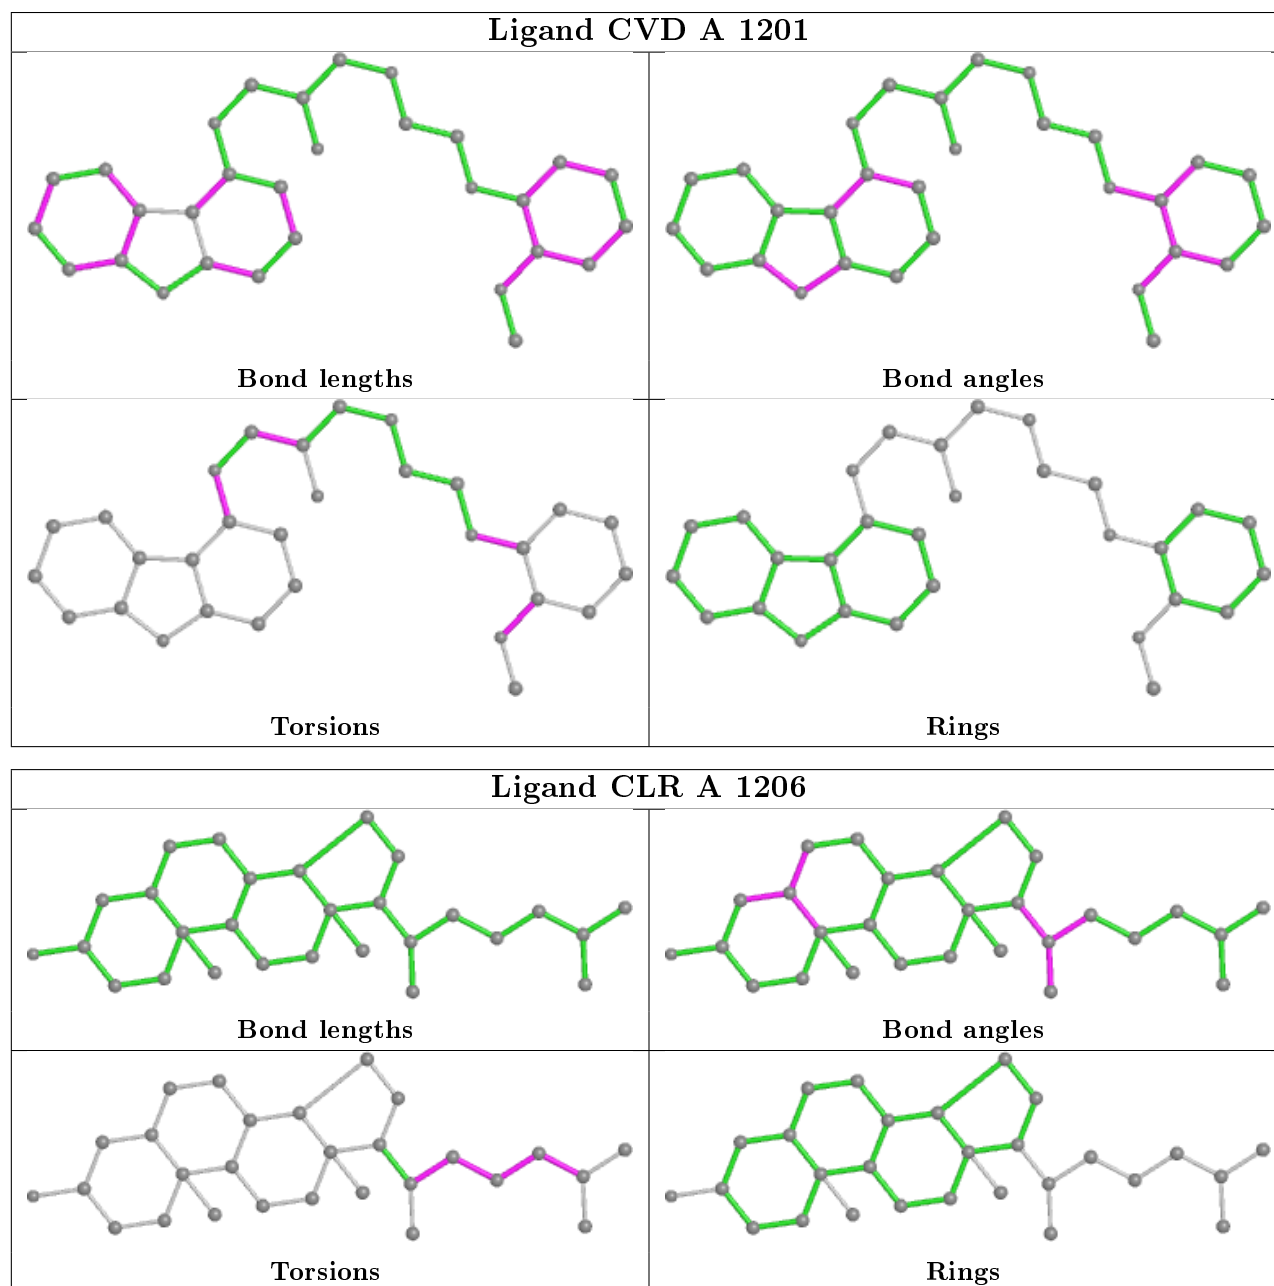 Ligand CVD A 1201
Bond lengths
Bond angles
Torsions
Rings
Ligand CLR A 1206
Bond lengths
Bond angles
Torsions
Rings